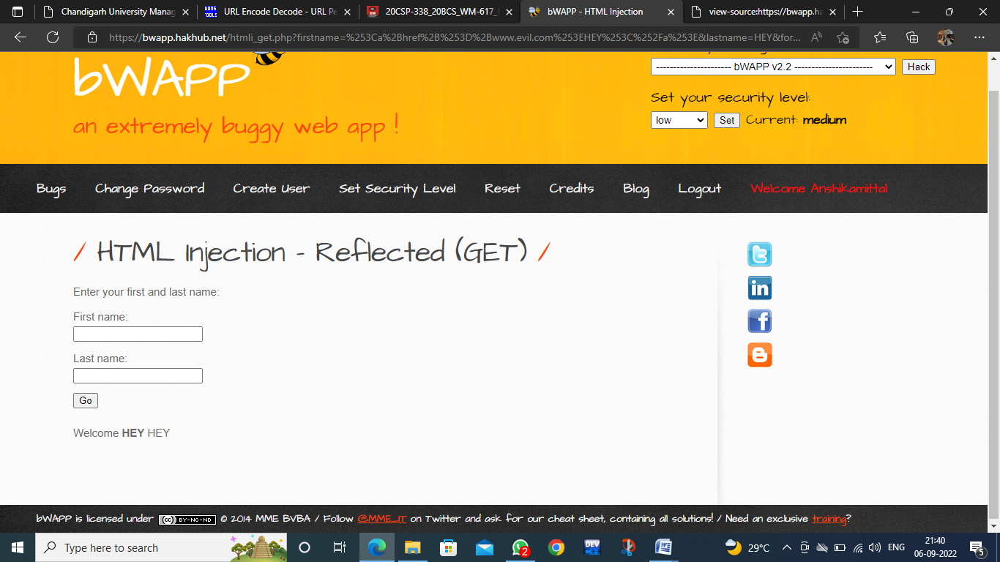 Chandigarh University Manag
URL Encode Decode - URL Pe
20CSP-338_20BCS_WM-617_
bWAPP - HTML Injection
view-source:https://bwapp.ha
https://bwapp.hakhub.net/htmli_get.php?firstname=%253Ca%2Bhref%2B%253D%2Bwww.evil.com%253EHEY%253C%252Fa%253E&lastname=HEY&for...
bWAPP
an extremely buggy web app !
---------------------- bWAPP v2.2 ----------------------- Hack
Set your security level:
low Set Current: medium
Bugs Change Password Create User Set Security Level Reset Credits Blog Logout Welcome Anshikamittal
/ HTML Injection - Reflected (GET) /
Enter your first and last name:
First name:
Last name:
Go
Welcome HEY HEY
bWAPP is licensed under (cc) BY-NC-ND © 2014 MME BVBA / Follow @MME_IT on Twitter and ask for our cheat sheet, containing all solutions! / Need an exclusive training?
Type here to search
29°C ENG
21:40
06-09-2022